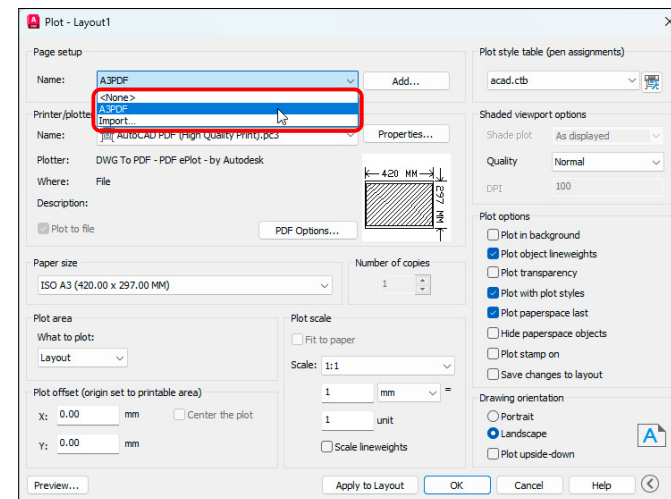 Plot - Layout1
Page setup
Name:
A3PDF
Add...
<None>
A3PDF
Import...
Printer/plotte
Name:
AutoCAD PDF (High Quality Print).pc3
Properties...
Plotter:
DWG To PDF - PDF ePlot - by Autodesk
Where:
File
Description:
Plot to file
PDF Options...
420 MM
297 MM
Paper size
ISO A3 (420.00 x 297.00 MM)
Number of copies
1
Plot area
What to plot:
Layout
Plot offset (origin set to printable area)
X:
0.00
mm
Center the plot
Y:
0.00
mm
Plot scale
Fit to paper
Scale:
1:1
1
mm
=
1
unit
Scale lineweights
Plot style table (pen assignments)
acad.ctb
Shaded viewport options
Shade plot
As displayed
Quality
Normal
DPI
100
Plot options
Plot in background
Plot object lineweights
Plot transparency
Plot with plot styles
Plot paperspace last
Hide paperspace objects
Plot stamp on
Save changes to layout
Drawing orientation
Portrait
Landscape
Plot upside-down
A
Preview...
Apply to Layout
OK
Cancel
Help